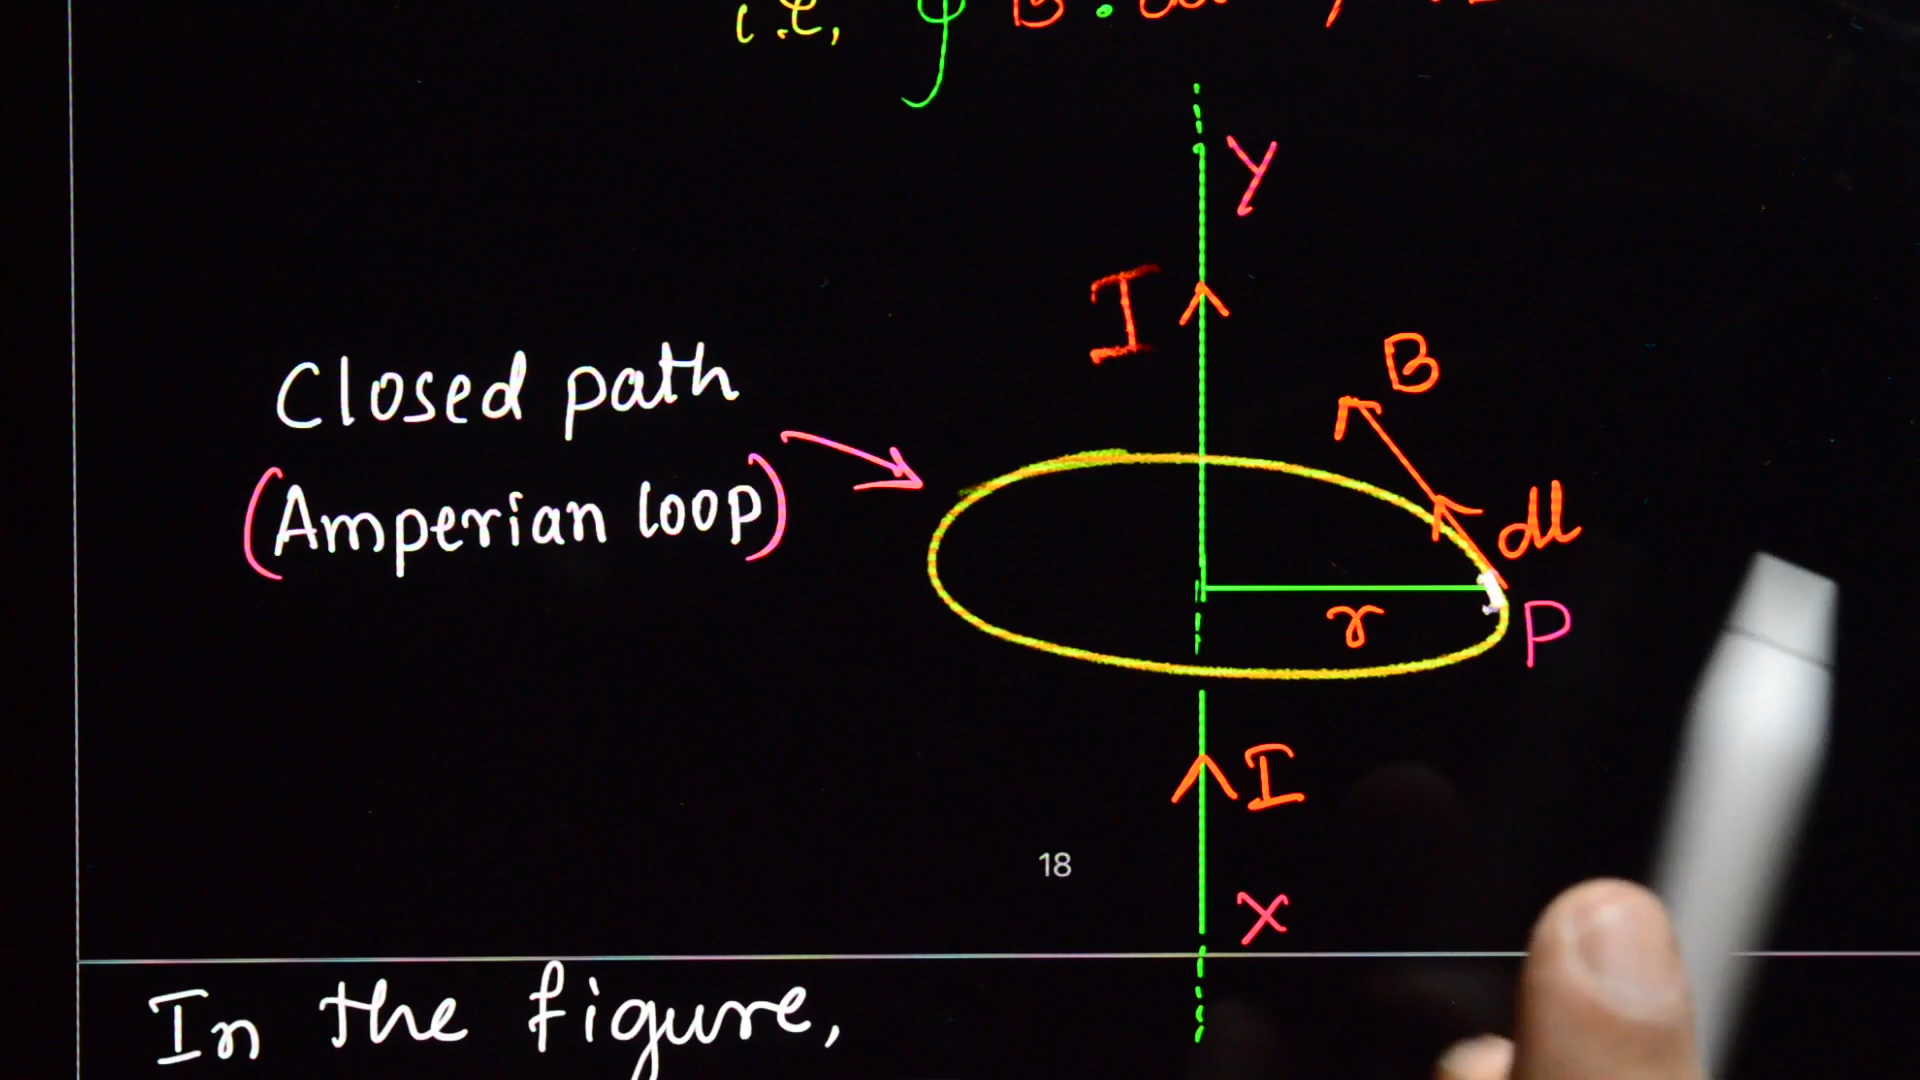 i.e, ∮ B.
Y
I
B
Closed path
dl
(Amperian loop)
r
P
I
18
X
In the figure,